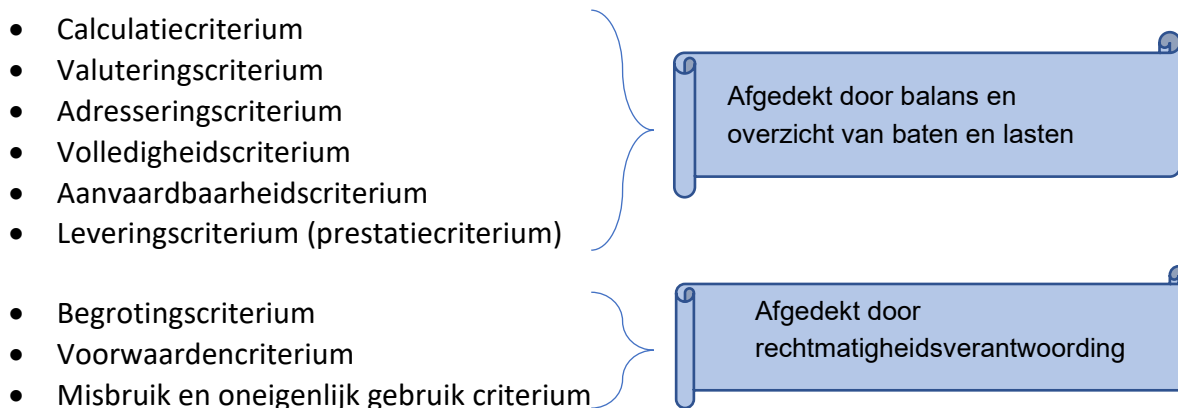 • Calculatiecriterium
• Valuteringscriterium
• Adresseringscriterium
• Volledigheidscriterium
• Aanvaardbaarheidscriterium
• Leveringscriterium (prestatiecriterium)
Afgedekt door balans en
overzicht van baten en lasten
• Begrotingscriterium
• Voorwaardencriterium
• Misbruik en oneigenlijk gebruik criterium
Afgedekt door
rechtmatigheidsverantwoording